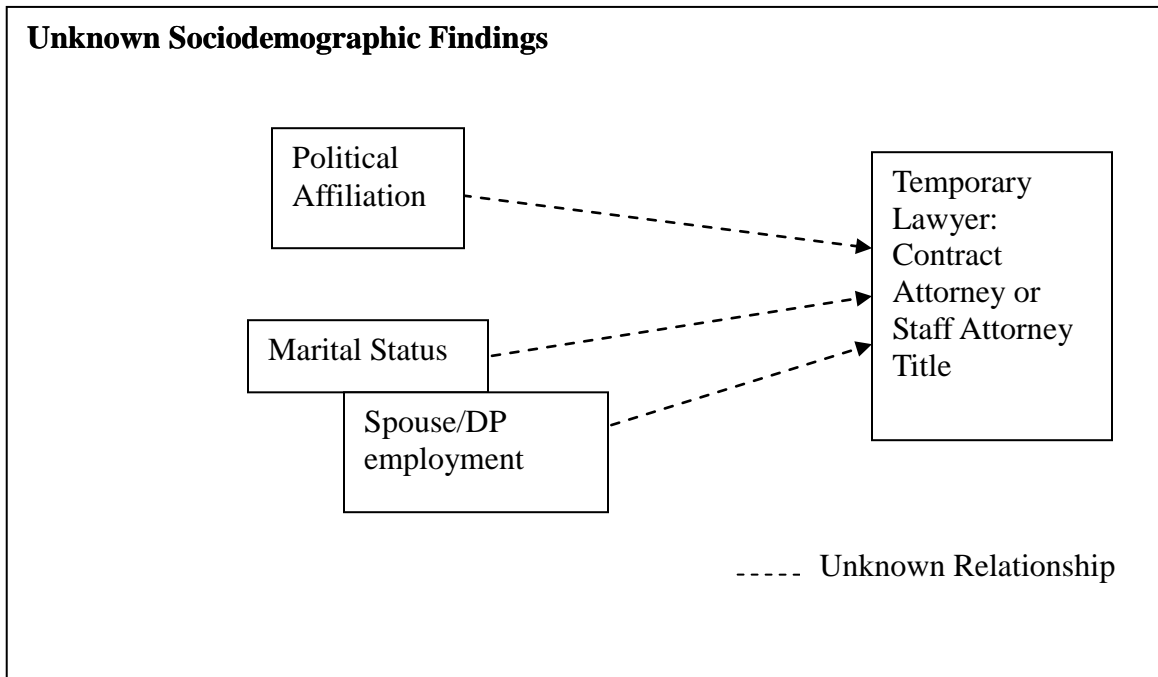 Unknown Sociodemographic Findings
Political
Affiliation
Temporary
Lawyer:
Contract
Attorney or
Staff Attorney
Title
Marital Status
Spouse/DP
employment
Unknown Relationship